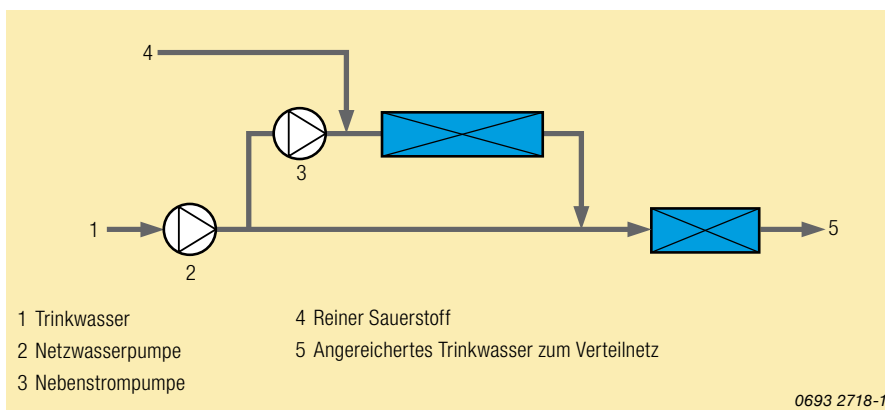 4
3
1
2
5
1 Trinkwasser
2 Netzwasserpumpe
3 Nebenstrompumpe
4 Reiner Sauerstoff
5 Angereichertes Trinkwasser zum Verteilnetz
0693 2718-1